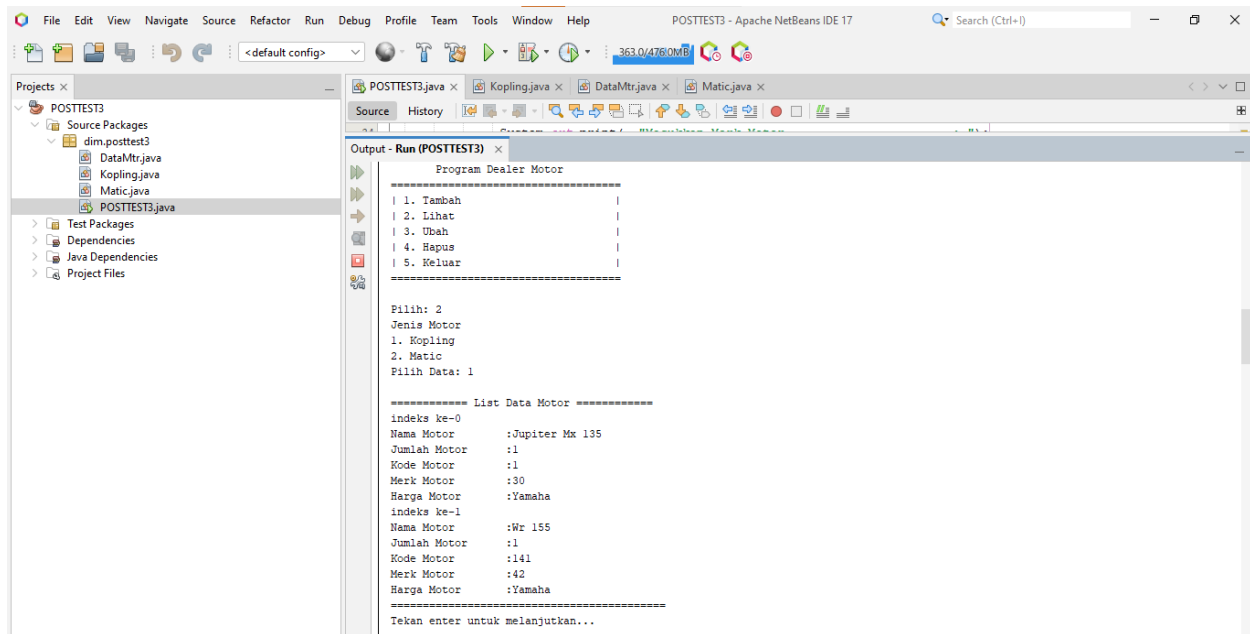 File Edit View Navigate Source Refactor Run Debug Profile Team Tools Window Help POSTTEST3 - Apache NetBeans IDE 17 Search (Ctrl+I)
<default config> 363.0/476.0MB
Projects
POSTTEST3
Source Packages
dim.posttest3
DataMtr.java
Kopling.java
Matic.java
POSTTEST3.java
Test Packages
Dependencies
Java Dependencies
Project Files
POSTTEST3.java Kopling.java DataMtr.java Matic.java
Source History
Output - Run (POSTTEST3)
Program Dealer Motor
====================================
| 1. Tambah |
| 2. Lihat |
| 3. Ubah |
| 4. Hapus |
| 5. Keluar |
====================================
Pilih: 2
Jenis Motor
1. Kopling
2. Matic
Pilih Data: 1
============ List Data Motor ============
indeks ke-0
Nama Motor :Jupiter Mx 135
Jumlah Motor :1
Kode Motor :1
Merk Motor :30
Harga Motor :Yamaha
indeks ke-1
Nama Motor :Wr 155
Jumlah Motor :1
Kode Motor :141
Merk Motor :42
Harga Motor :Yamaha
===========================================
Tekan enter untuk melanjutkan...